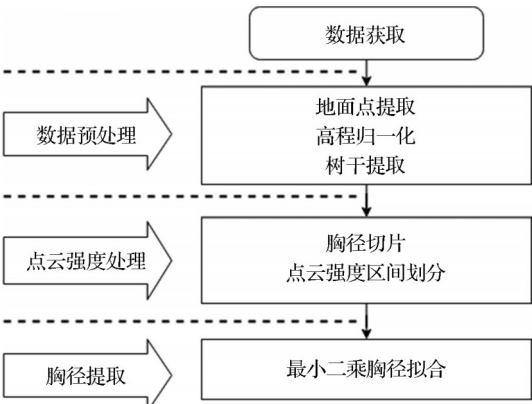 数据获取
数据预处理
地面点提取
高程归一化
树干提取
点云强度处理
胸径切片
点云强度区间划分
胸径提取
最小二乘胸径拟合